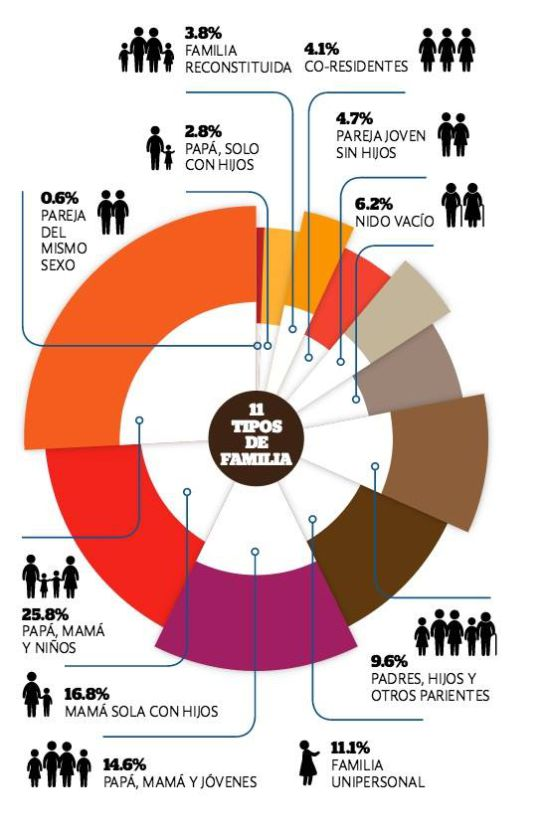 3.8%
FAMILIA
RECONSTITUIDA
4.1%
CO-RESIDENTES
2.8%
PAPÁ, SOLO
CON HIJOS
4.7%
PAREJA JOVEN
SIN HIJOS
0.6%
PAREJA
DEL
MISMO
SEXO
6.2%
NIDO VACÍO
11
TIPOS
DE
FAMILIA
25.8%
PAPÁ, MAMÁ
Y NIÑOS
9.6%
PADRES, HIJOS Y
OTROS PARIENTES
16.8%
MAMÁ SOLA CON HIJOS
14.6%
PAPÁ, MAMÁ Y JÓVENES
11.1%
FAMILIA
UNIPERSONAL